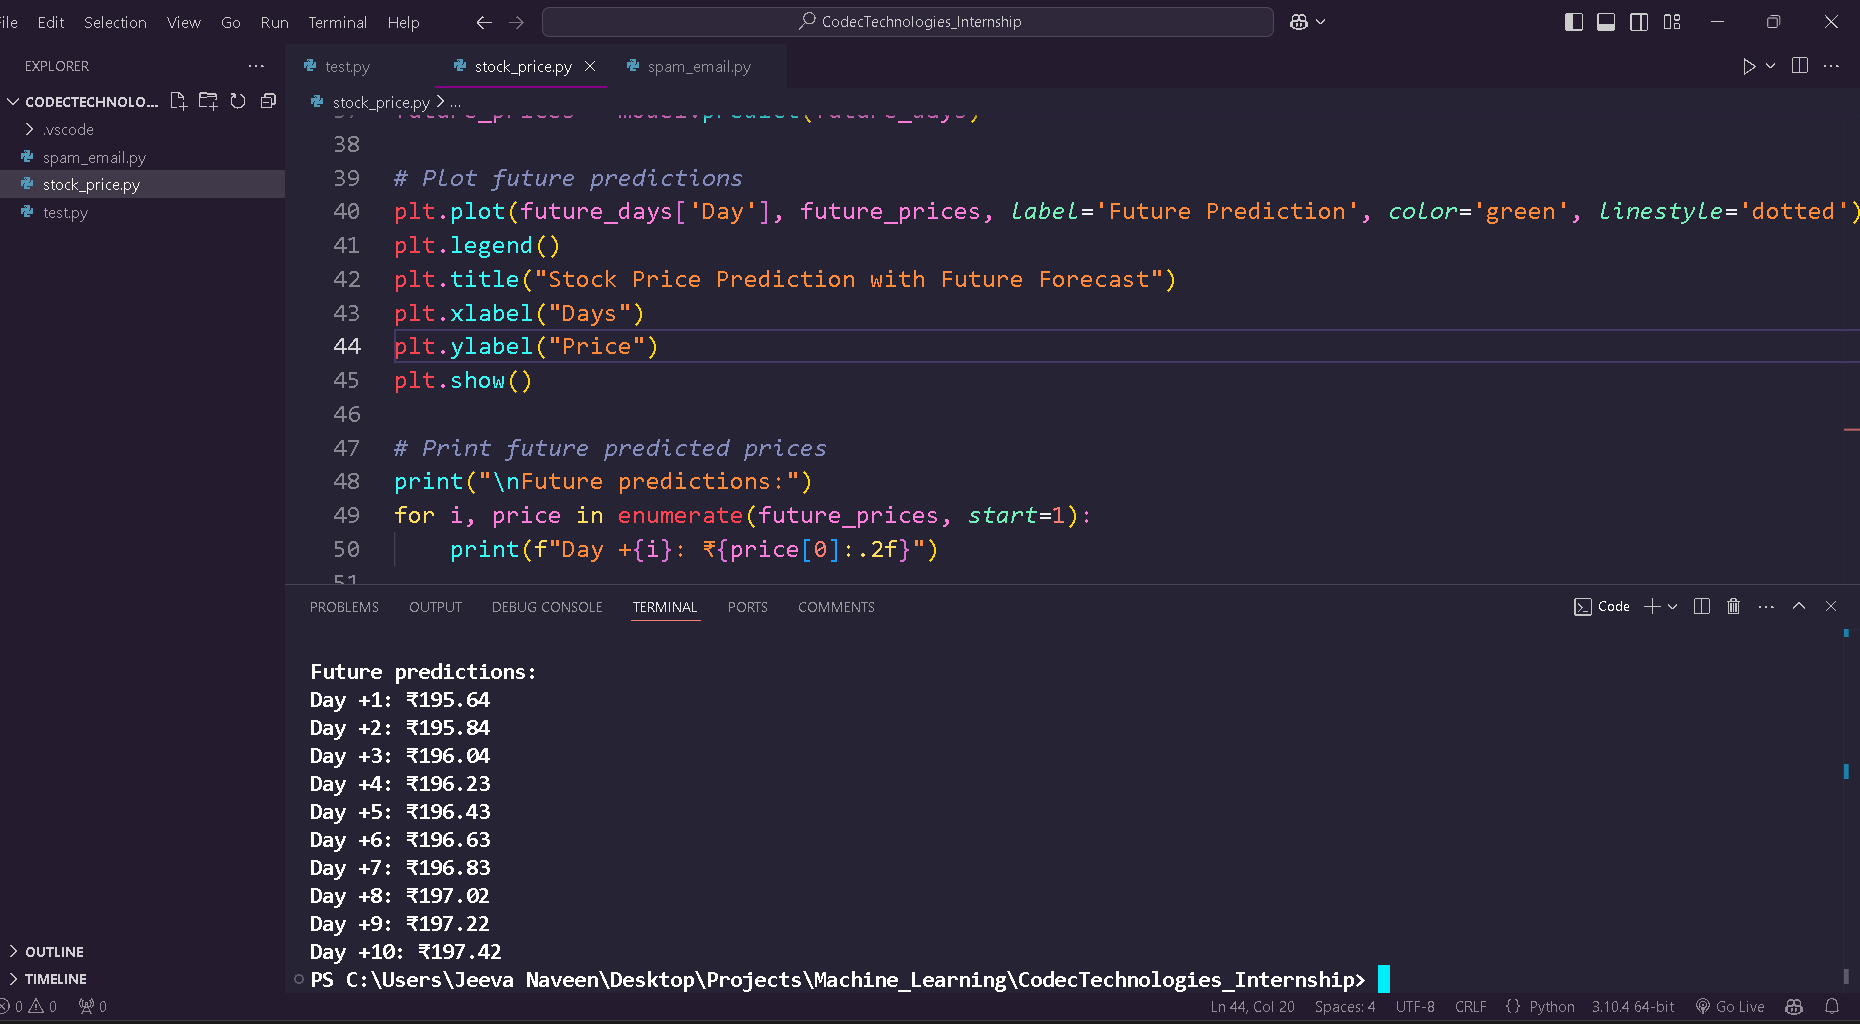 File Edit Selection View Go Run Terminal Help
CodecTechnologies_Internship
EXPLORER
CODECTECHNOLO...
.vscode
spam_email.py
stock_price.py
test.py
OUTLINE
TIMELINE
test.py stock_price.py spam_email.py
stock_price.py > ...
37 future_prices = model.predict(future_days)
38
39 # Plot future predictions
40 plt.plot(future_days['Day'], future_prices, label='Future Prediction', color='green', linestyle='dotted')
41 plt.legend()
42 plt.title("Stock Price Prediction with Future Forecast")
43 plt.xlabel("Days")
44 plt.ylabel("Price")
45 plt.show()
46
47 # Print future predicted prices
48 print("\nFuture predictions:")
49 for i, price in enumerate(future_prices, start=1):
50     print(f"Day +{i}: ₹{price[0]:.2f}")
51
PROBLEMS OUTPUT DEBUG CONSOLE TERMINAL PORTS COMMENTS
Code
Future predictions:
Day +1: ₹195.64
Day +2: ₹195.84
Day +3: ₹196.04
Day +4: ₹196.23
Day +5: ₹196.43
Day +6: ₹196.63
Day +7: ₹196.83
Day +8: ₹197.02
Day +9: ₹197.22
Day +10: ₹197.42
PS C:\Users\Jeeva Naveen\Desktop\Projects\Machine_Learning\CodecTechnologies_Internship>
0 0 0
Ln 44, Col 20 Spaces: 4 UTF-8 CRLF {} Python 3.10.4 64-bit Go Live